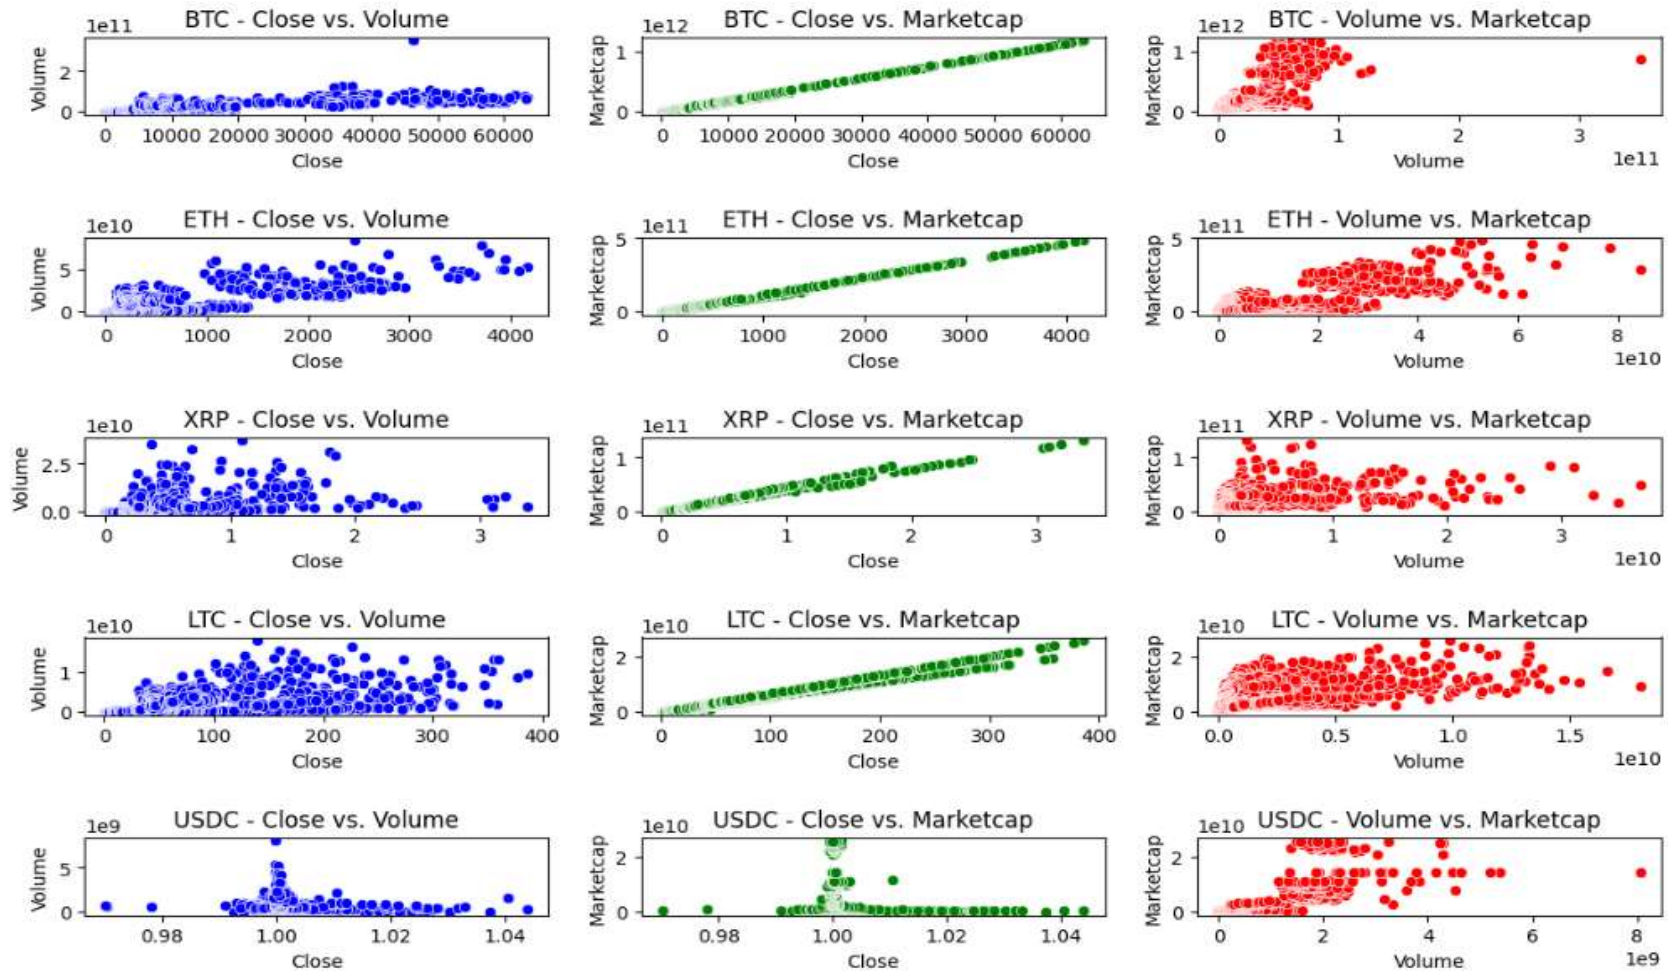 BTC - Close vs. Volume
1e11
Volume
2
0
0 10000 20000 30000 40000 50000 60000
Close
BTC - Close vs. Marketcap
1e12
Marketcap
1
0
0 10000 20000 30000 40000 50000 60000
Close
BTC - Volume vs. Marketcap
1e12
Marketcap
1
0
0 1 2 3
1e11
Volume
ETH - Close vs. Volume
1e10
Volume
5
0
0 1000 2000 3000 4000
Close
ETH - Close vs. Marketcap
1e11
Marketcap
5
0
0 1000 2000 3000 4000
Close
ETH - Volume vs. Marketcap
1e11
Marketcap
5
0
0 2 4 6 8
1e10
Volume
XRP - Close vs. Volume
1e10
Volume
2.5
0.0
0 1 2 3
Close
XRP - Close vs. Marketcap
1e11
Marketcap
1
0
0 1 2 3
Close
XRP - Volume vs. Marketcap
1e11
Marketcap
1
0
0 1 2 3
1e10
Volume
LTC - Close vs. Volume
1e10
Volume
1
0
0 100 200 300 400
Close
LTC - Close vs. Marketcap
1e10
Marketcap
2
0
0 100 200 300 400
Close
LTC - Volume vs. Marketcap
1e10
Marketcap
2
0
0.0 0.5 1.0 1.5
1e10
Volume
USDC - Close vs. Volume
1e9
Volume
5
0
0.98 1.00 1.02 1.04
Close
USDC - Close vs. Marketcap
1e10
Marketcap
2
0
0.98 1.00 1.02 1.04
Close
USDC - Volume vs. Marketcap
1e10
Marketcap
2
0
0 2 4 6 8
1e9
Volume